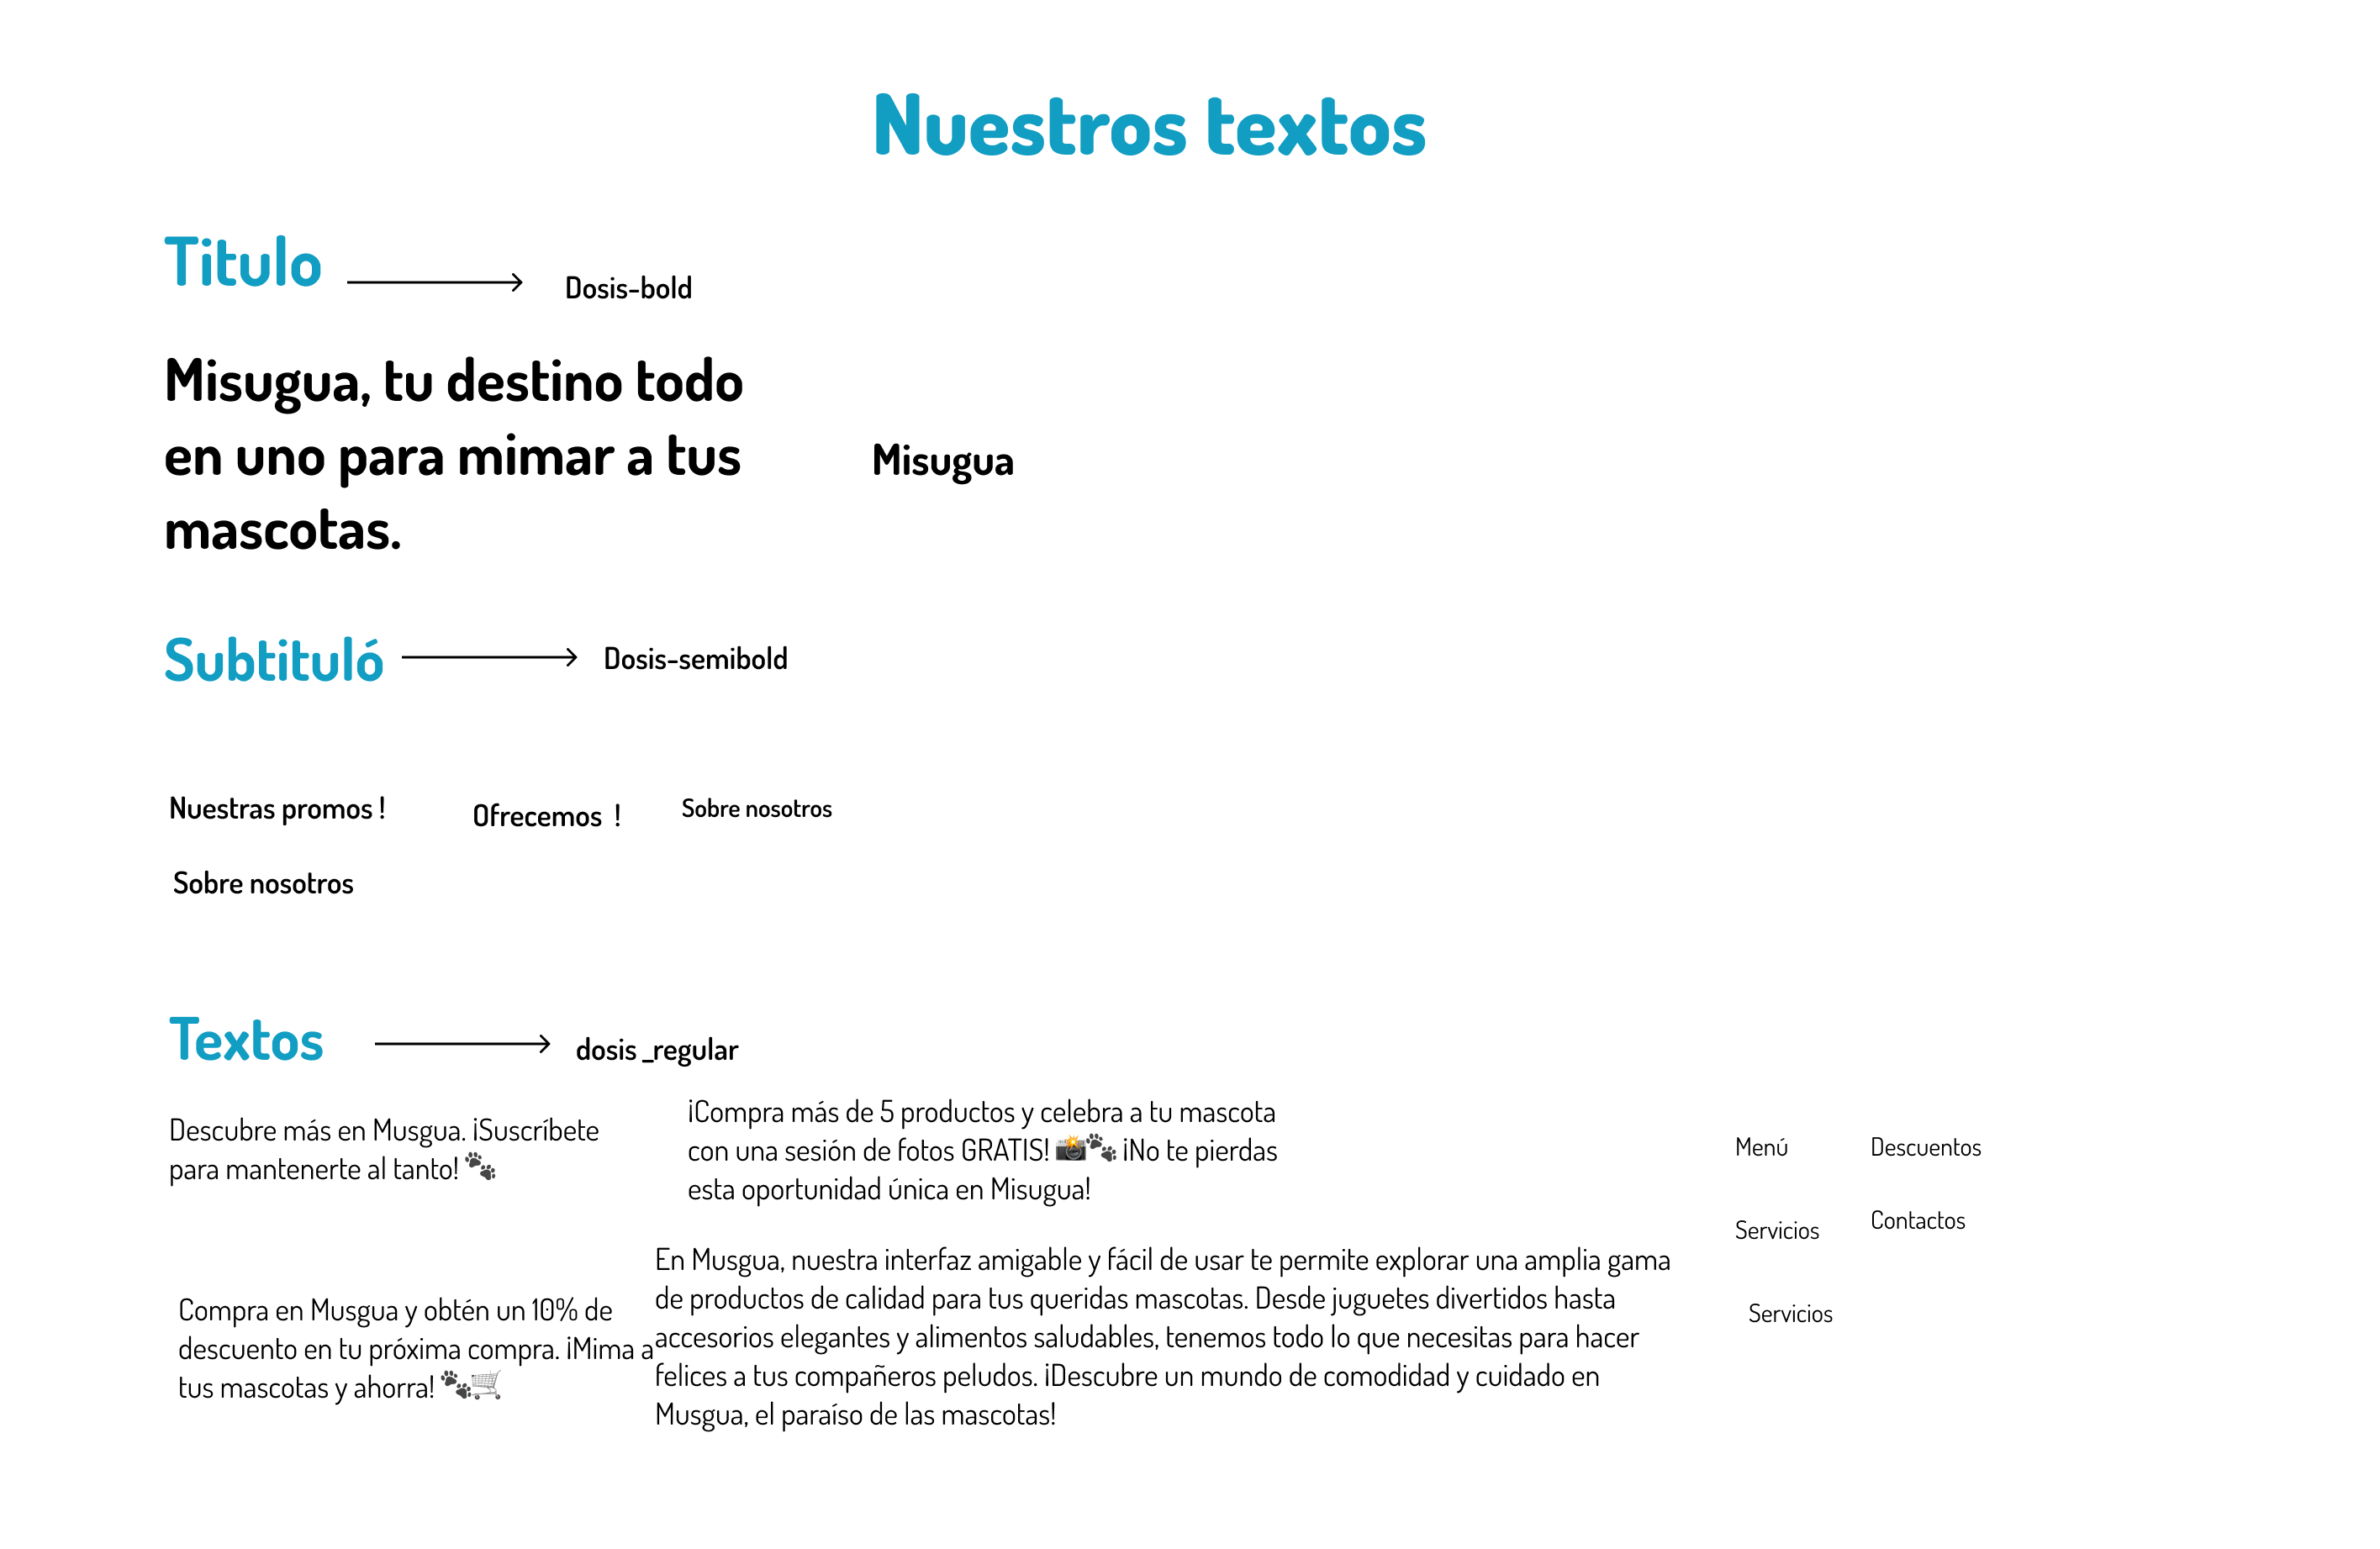 Nuestros textos
Titulo
Dosis-bold
Misugua, tu destino todo
en uno para mimar a tus
mascotas.
Misugua
Subtituló
Dosis-semibold
Nuestras promos !
Ofrecemos  !
Sobre nosotros
Sobre nosotros
Textos
dosis _regular
Descubre más en Musgua. ¡Suscríbete
para mantenerte al tanto! 🐾
¡Compra más de 5 productos y celebra a tu mascota
con una sesión de fotos GRATIS! 📸🐾 ¡No te pierdas
esta oportunidad única en Misugua!
Compra en Musgua y obtén un 10% de
descuento en tu próxima compra. ¡Mima a
tus mascotas y ahorra! 🐾🛒
En Musgua, nuestra interfaz amigable y fácil de usar te permite explorar una amplia gama
de productos de calidad para tus queridas mascotas. Desde juguetes divertidos hasta
accesorios elegantes y alimentos saludables, tenemos todo lo que necesitas para hacer
felices a tus compañeros peludos. ¡Descubre un mundo de comodidad y cuidado en
Musgua, el paraíso de las mascotas!
Menú
Descuentos
Servicios
Contactos
Servicios